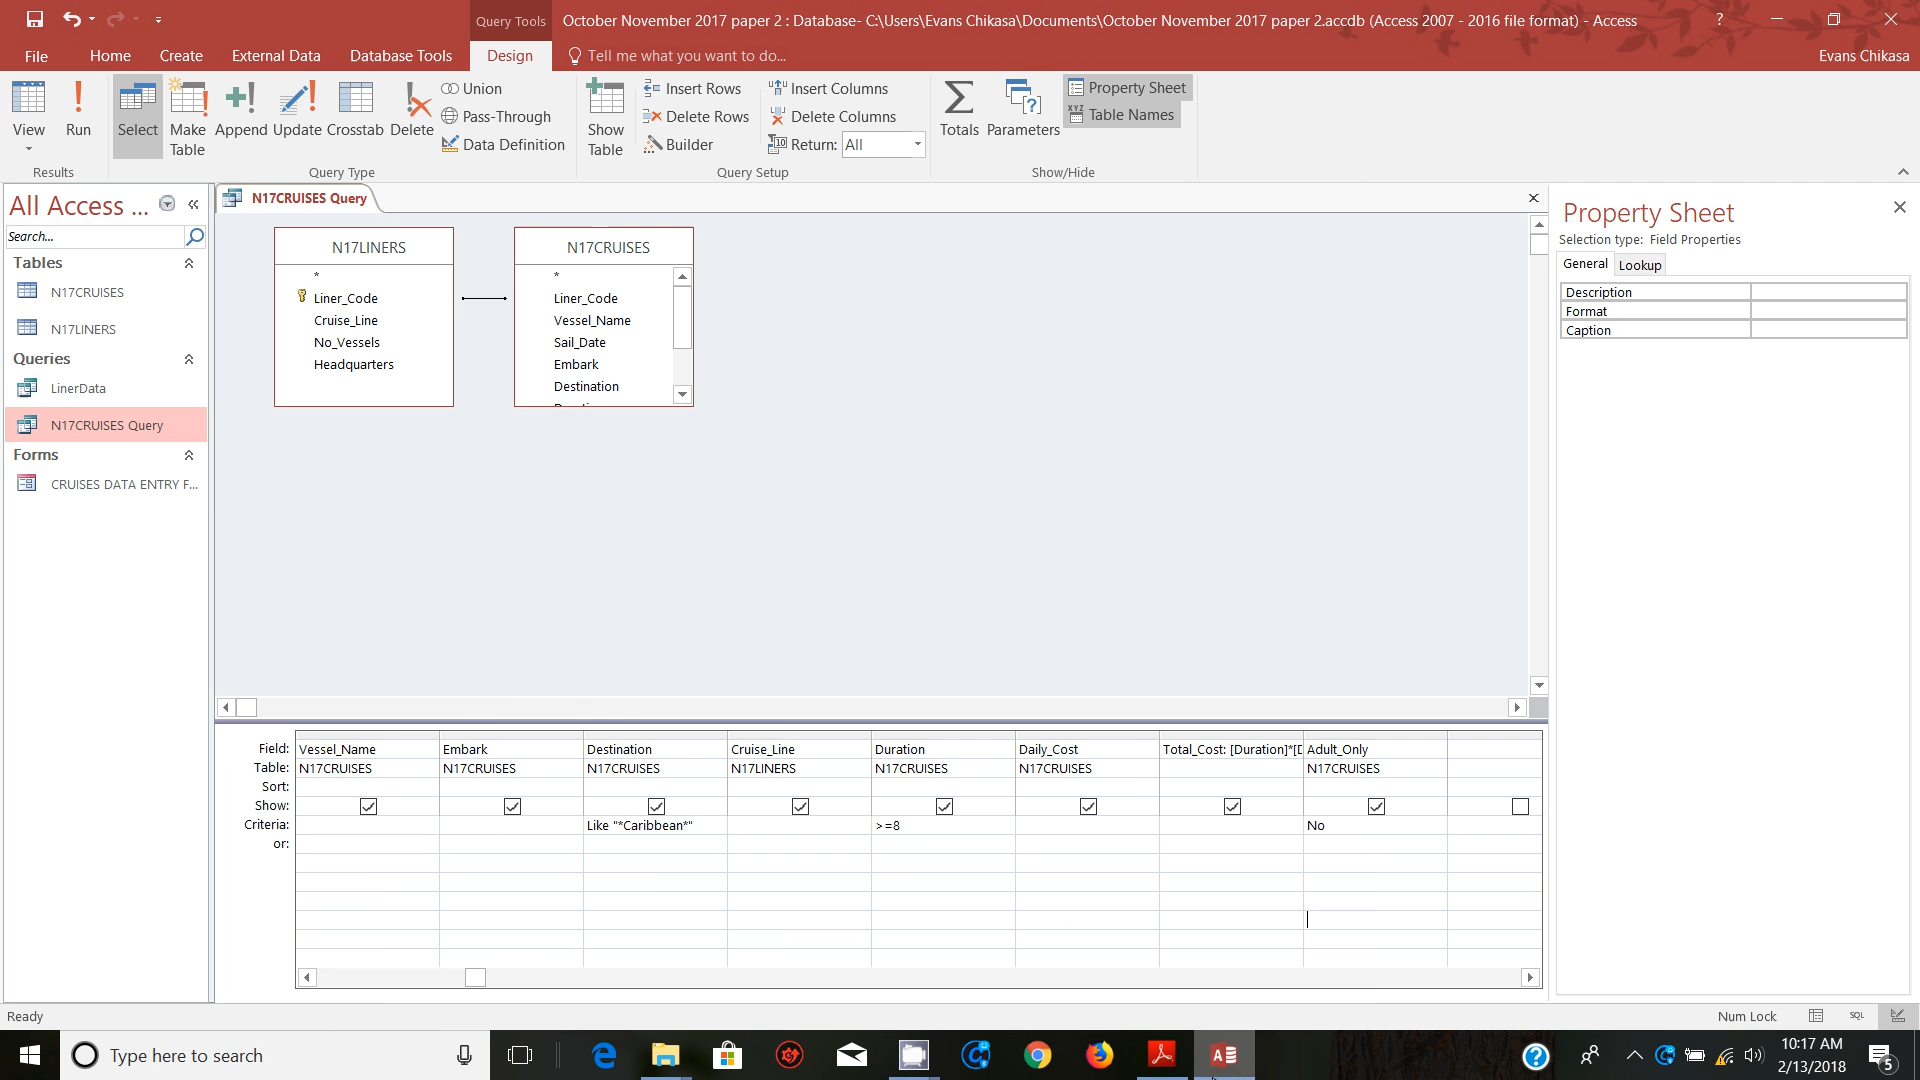 Query Tools
October November 2017 paper 2 : Database- C:\Users\Evans Chikasa\Documents\October November 2017 paper 2.accdb (Access 2007 - 2016 file format) - Access
?
File Home Create External Data Database Tools Design Tell me what you want to do...
Evans Chikasa
View
Run
Results
Select
Make Table
Append
Update
Crosstab
Delete
Union
Pass-Through
Data Definition
Query Type
Show Table
Insert Rows
Delete Rows
Builder
Insert Columns
Delete Columns
Return: All
Query Setup
Totals
Parameters
Property Sheet
Table Names
Show/Hide
All Access ...
Search...
Tables
N17CRUISES
N17LINERS
Queries
LinerData
N17CRUISES Query
Forms
CRUISES DATA ENTRY F...
N17CRUISES Query
N17LINERS
*
Liner_Code
Cruise_Line
No_Vessels
Headquarters
N17CRUISES
*
Liner_Code
Vessel_Name
Sail_Date
Embark
Destination
Property Sheet
Selection type: Field Properties
General Lookup
Description
Format
Caption
Field: Vessel_Name Embark Destination Cruise_Line Duration Daily_Cost Total_Cost: [Duration]*[D Adult_Only
Table: N17CRUISES N17CRUISES N17CRUISES N17LINERS N17CRUISES N17CRUISES N17CRUISES
Sort:
Show:
Criteria: Like "*Caribbean*" >=8 No
or:
Ready
Num Lock
SQL
Type here to search
10:17 AM
2/13/2018
5